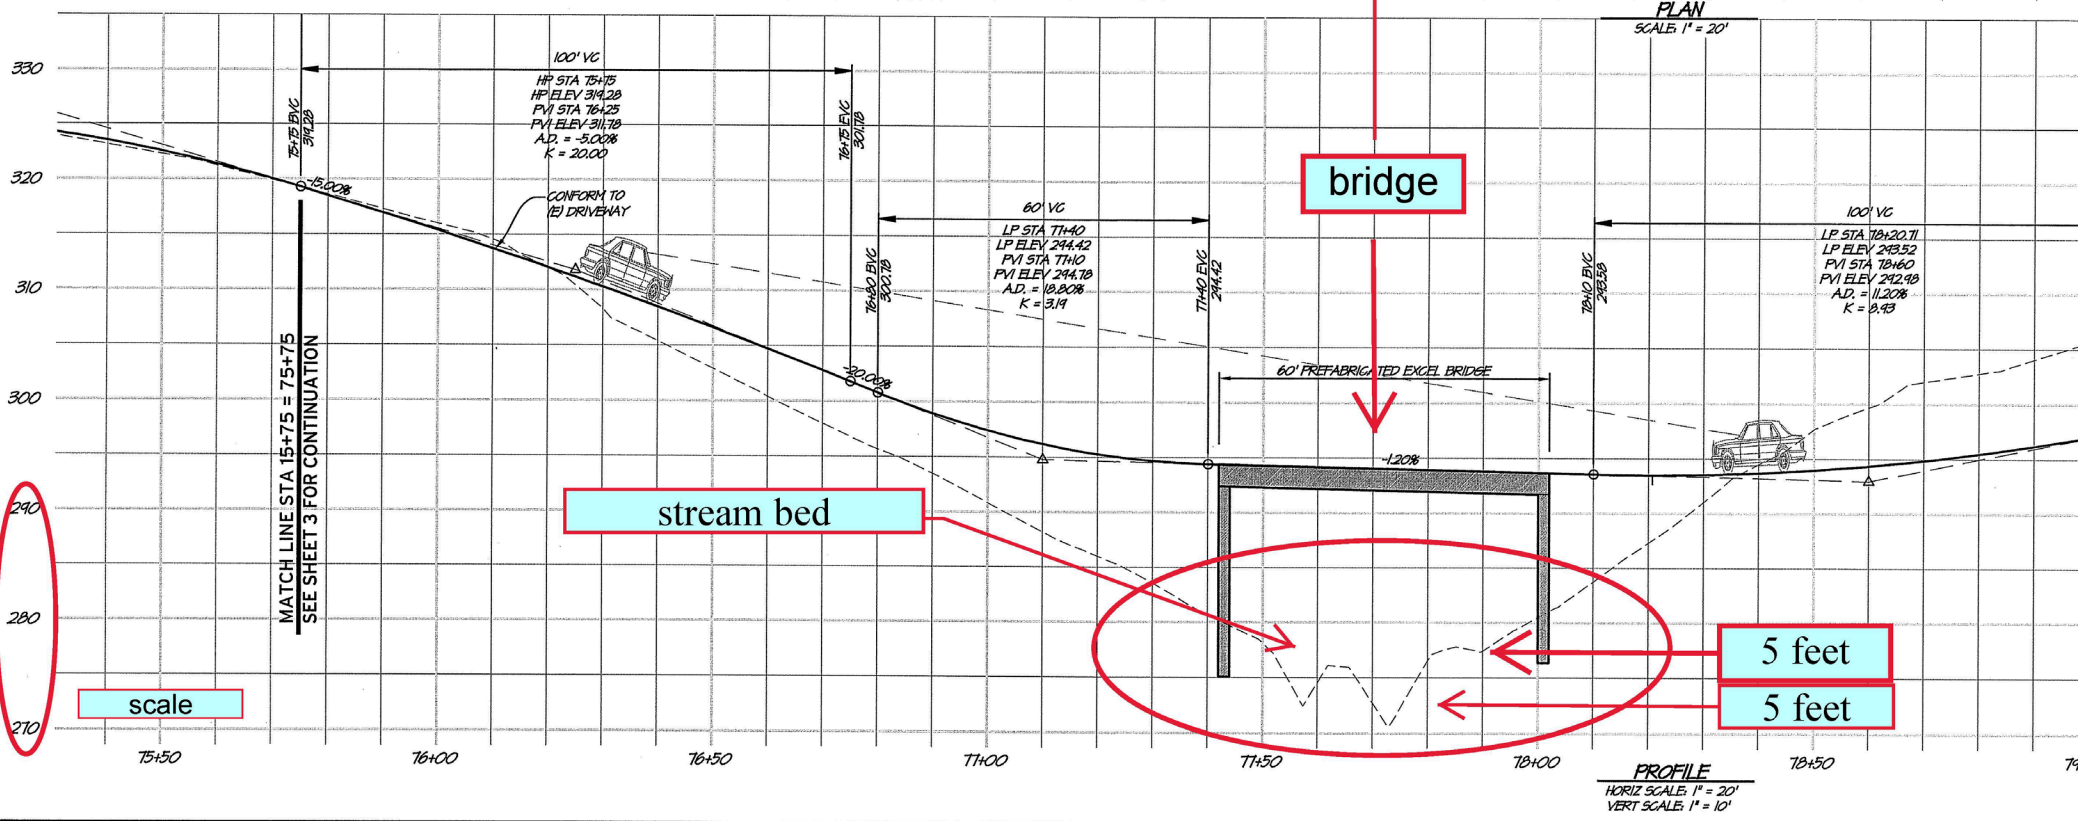 PLAN
SCALE: 1" = 20'
330
320
310
300
290
280
270
100' VC
HP STA 75+75
HP ELEV 319.28
PVI STA 76+25
PVI ELEV 311.78
A.D. = -5.00%
K = 20.00
75+75 BVC
319.28
76+75 EVC
301.78
-15.00%
CONFORM TO
(E) DRIVEWAY
-20.00%
MATCH LINE STA 15+75 = 75+75
SEE SHEET 3 FOR CONTINUATION
60' VC
LP STA 77+40
LP ELEV 294.42
PVI STA 77+10
PVI ELEV 294.78
A.D. = 18.80%
K = 3.19
76+80 BVC
300.78
77+40 EVC
294.42
bridge
60' PREFABRICATED EXCEL BRIDGE
-1.20%
100' VC
LP STA 78+20.71
LP ELEV 293.52
PVI STA 78+60
PVI ELEV 292.98
A.D. = 11.20%
K = 8.93
78+10 BVC
293.58
stream bed
5 feet
5 feet
scale
75+50
76+00
76+50
77+00
77+50
78+00
78+50
79
PROFILE
HORIZ SCALE: 1" = 20'
VERT SCALE: 1" = 10'